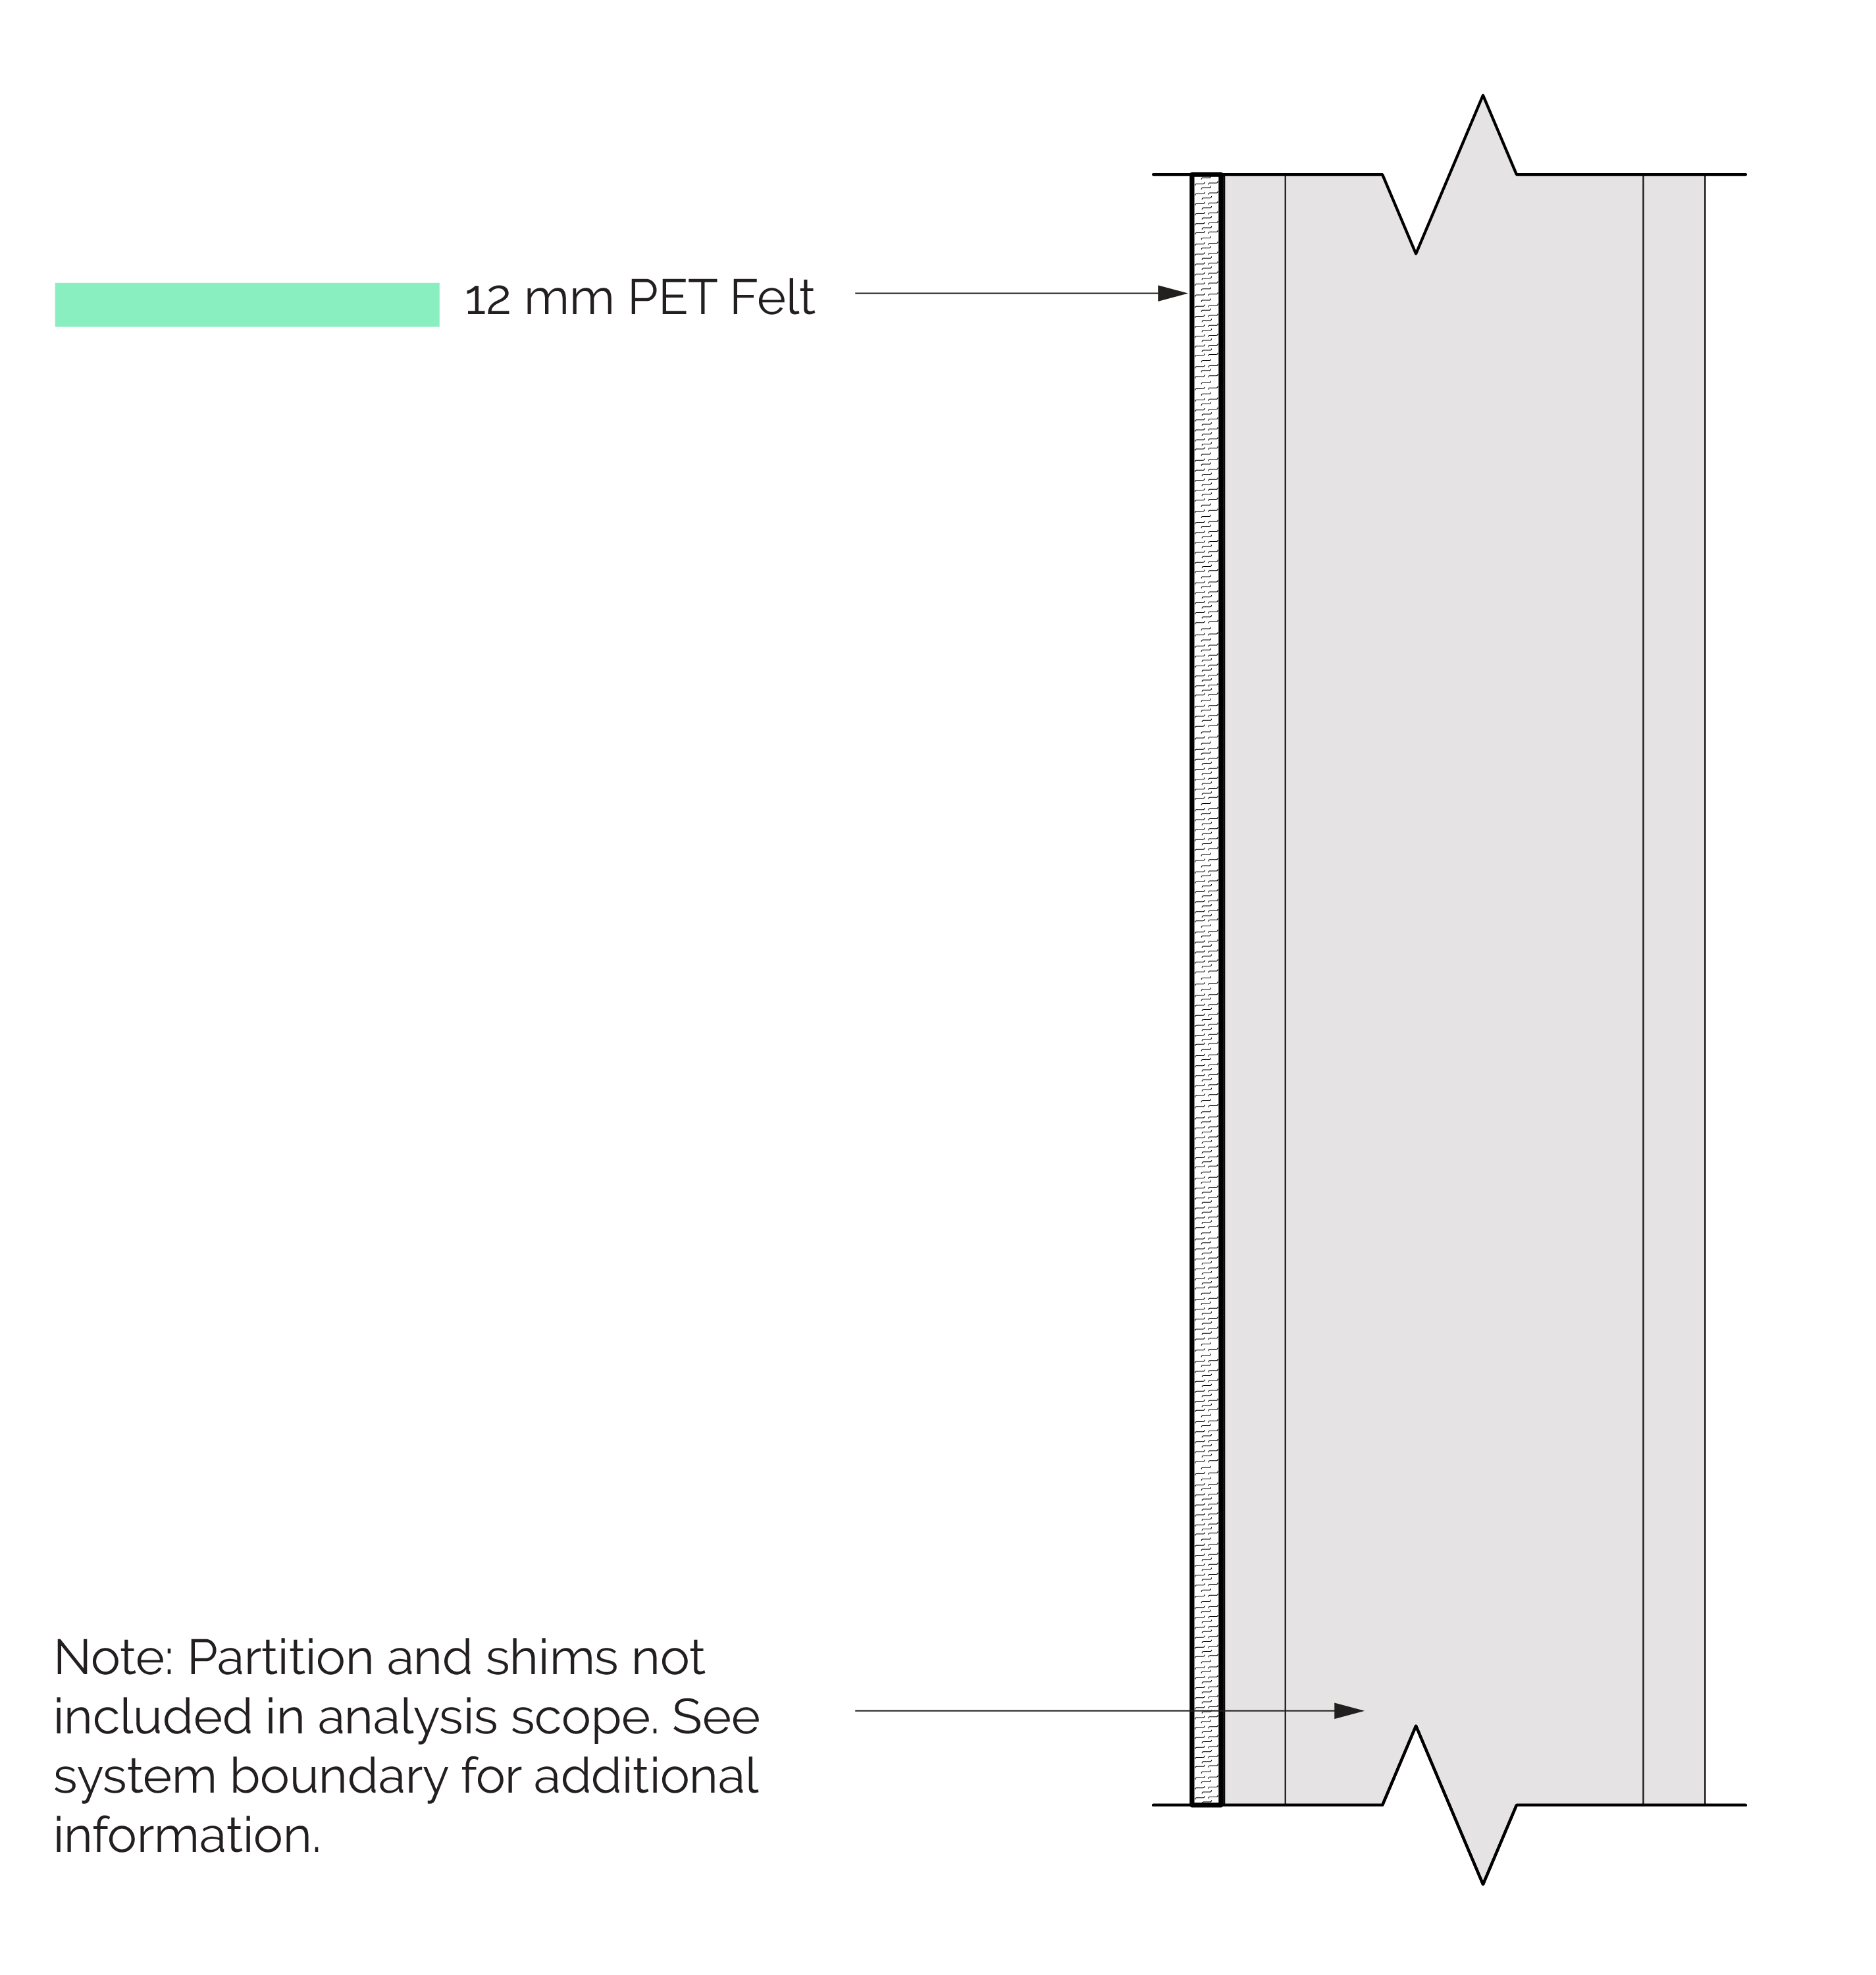 12 mm PET Felt
Note: Partition and shims not
included in analysis scope. See
system boundary for additional
information.